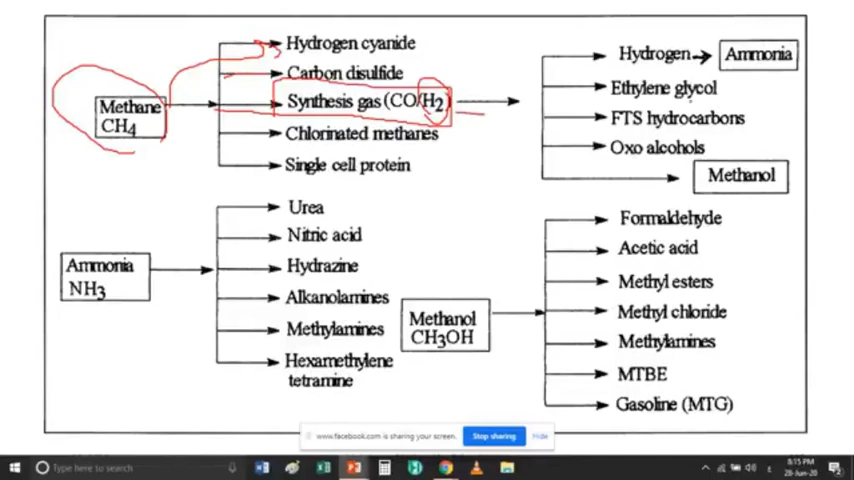 Methane
CH4
Hydrogen cyanide
Carbon disulfide
Synthesis gas (CO/H2)
Chlorinated methanes
Single cell protein
Hydrogen
Ammonia
Ethylene glycol
FTS hydrocarbons
Oxo alcohols
Methanol
Ammonia
NH3
Urea
Nitric acid
Hydrazine
Alkanolamines
Methylamines
Hexamethylene
tetramine
Methanol
CH3OH
Formaldehyde
Acetic acid
Methyl esters
Methyl chloride
Methylamines
MTBE
Gasoline (MTG)
www.facebook.com is sharing your screen.
Stop sharing
Hide
Type here to search
8:15 PM
28-Jun-20